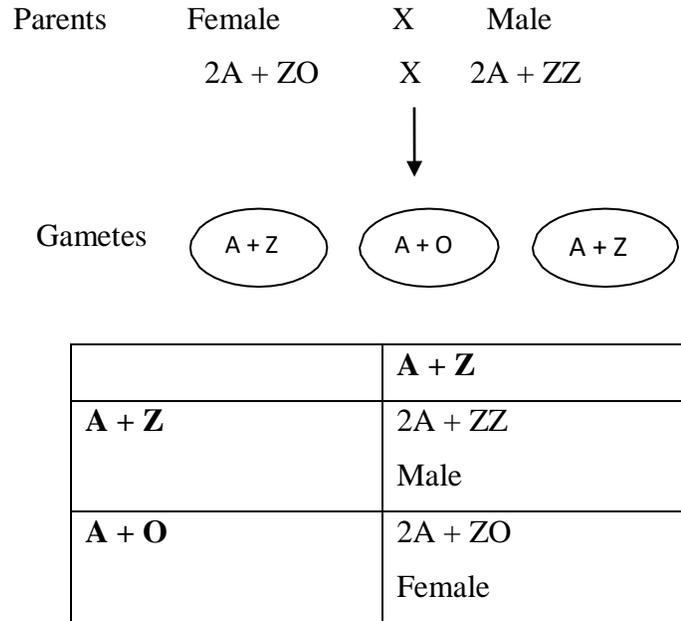 Parents Female X Male
2A + ZO X 2A + ZZ
Gametes A + Z A + O A + Z
A + Z
A + Z 2A + ZZ
Male
A + O 2A + ZO
Female